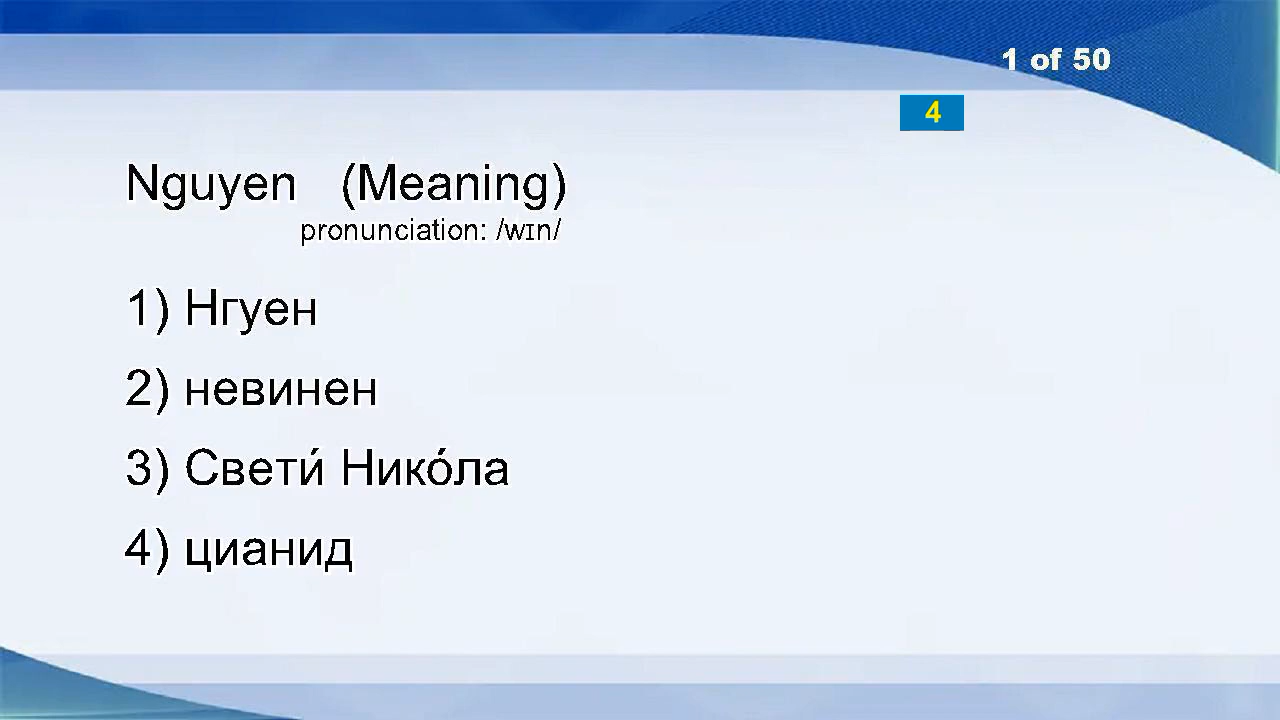 1 of 50
4
Nguyen (Meaning)
pronunciation: /wɪn/
1) Нгуен
2) невинен
3) Свети́ Нико́ла
4) цианид